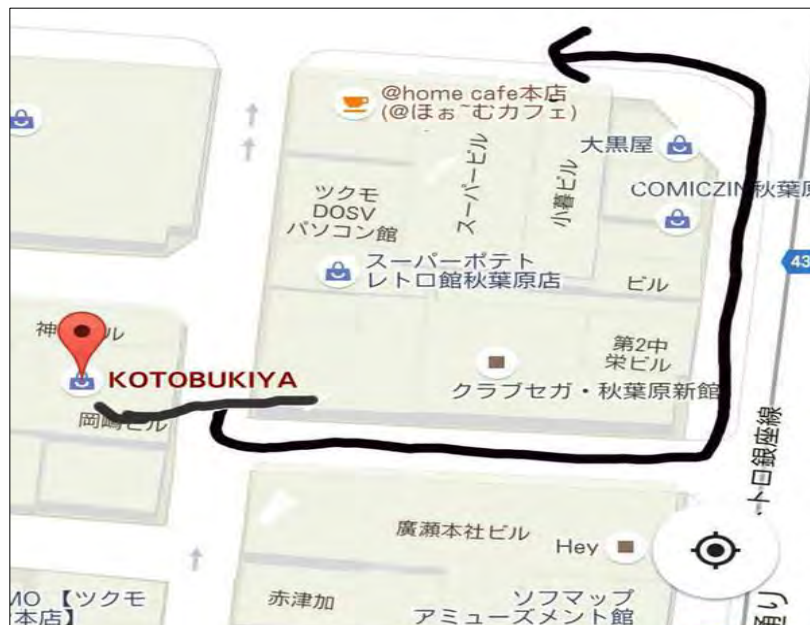 @home cafe本店
(@ほぉ~むカフェ)
大黒屋
COMICZIN秋葉原
スーパービル
小暮ビル
ツクモ
DOSV
パソコン館
スーパーポテト
レトロ館秋葉原店
ビル
43
第2中
栄ビル
クラブセガ・秋葉原新館
KOTOBUKIYA
岡崎ビル
トロ銀座線
廣瀬本社ビル
Hey
MO 【ツクモ
本店】
赤津加
ソフマップ
アミューズメント館
通り